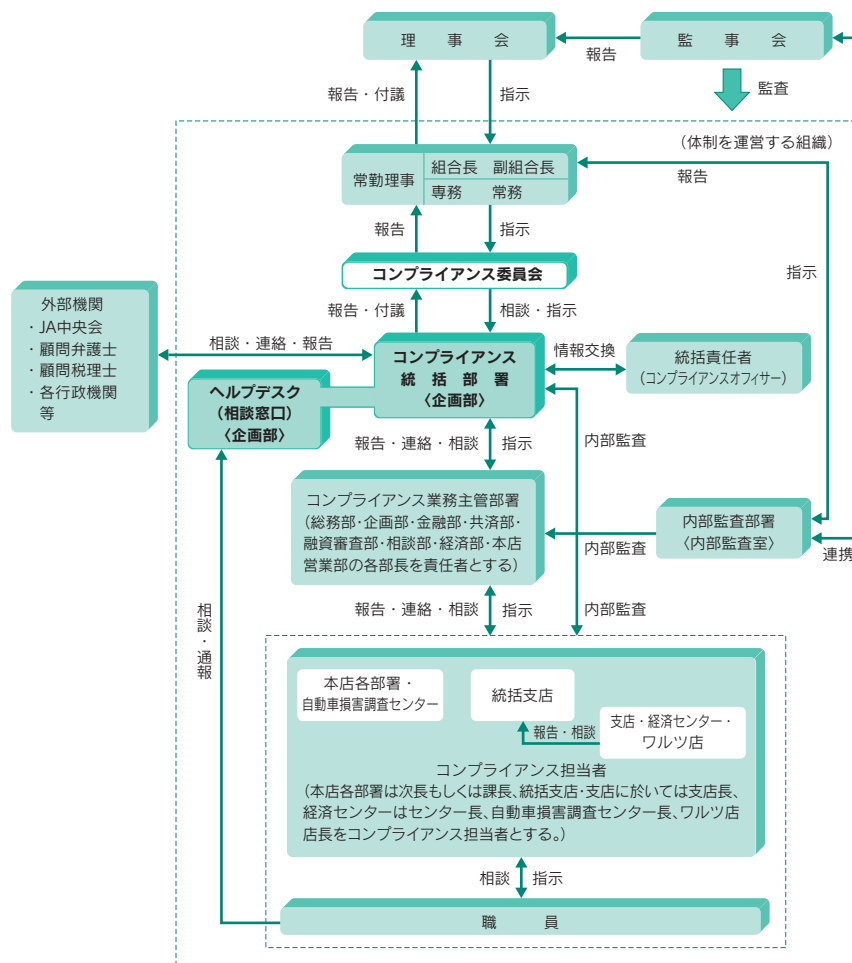 理事会
監事会
報告
監査
報告・付議
指示
(体制を運営する組織)
常勤理事
組合長 副組合長
専務 常務
報告
指示
報告
指示
コンプライアンス委員会
報告・付議
相談・指示
外部機関
・JA中央会
・顧問弁護士
・顧問税理士
・各行政機関
等
相談・連絡・報告
コンプライアンス
統括部署
〈企画部〉
情報交換
統括責任者
(コンプライアンスオフィサー)
ヘルプデスク
(相談窓口)
〈企画部〉
報告・連絡・相談
指示
内部監査
コンプライアンス業務主管部署
(総務部・企画部・金融部・共済部・
融資審査部・相談部・経済部・本店
営業部の各部長を責任者とする)
内部監査
内部監査部署
〈内部監査室〉
連携
報告・連絡・相談
指示
内部監査
相談・通報
本店各部署・
自動車損害調査センター
統括支店
報告・相談
支店・経済センター・
ワルツ店
コンプライアンス担当者
(本店各部署は次長もしくは課長、統括支店・支店に於いては支店長、
経済センターはセンター長、自動車損害調査センター長、ワルツ店
店長をコンプライアンス担当者とする。)
相談
指示
職員